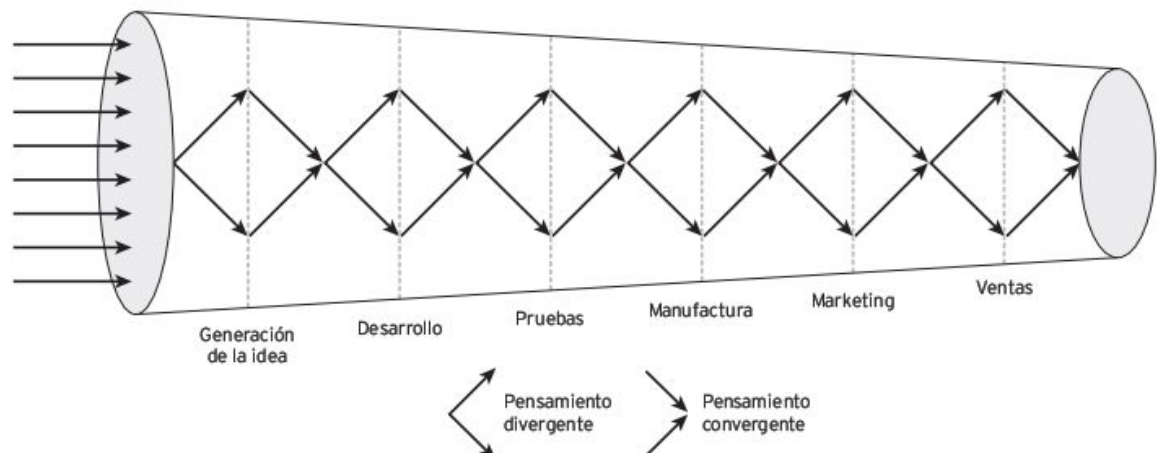 Generación
de la idea
Desarrollo
Pruebas
Manufactura
Marketing
Ventas
Pensamiento
divergente
Pensamiento
convergente